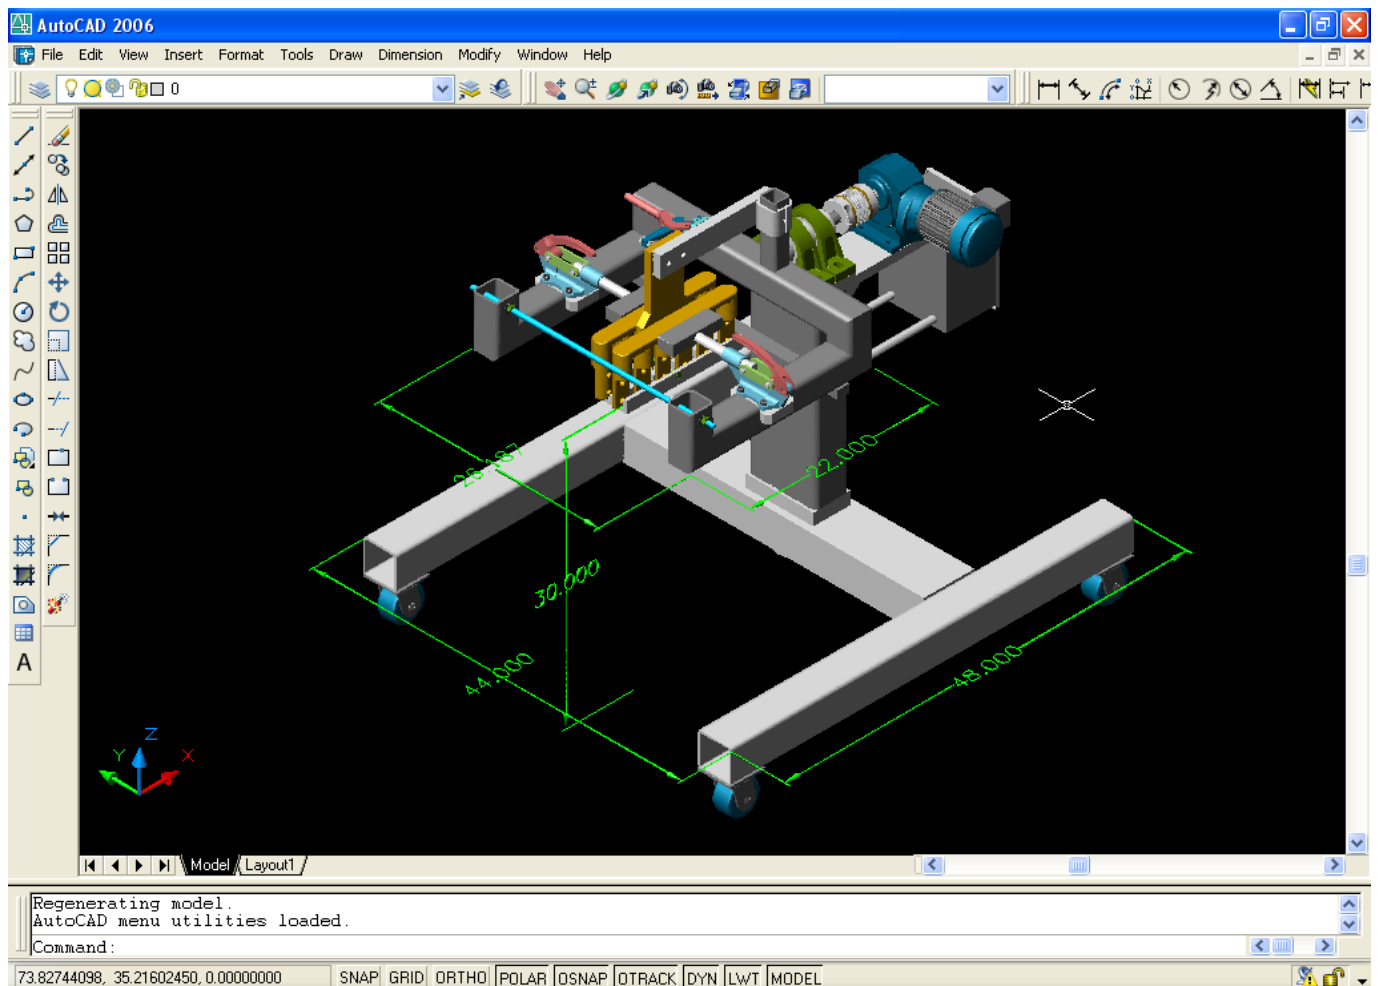 AutoCAD 2006
File Edit View Insert Format Tools Draw Dimension Modify Window Help
0
A
26.187
22.000
30.000
44.000
48.000
Z
Y X
Model Layout1
Regenerating model.
AutoCAD menu utilities loaded.
Command:
73.82744098, 35.21602450, 0.00000000 SNAP GRID ORTHO POLAR OSNAP OTRACK DYN LWT MODEL